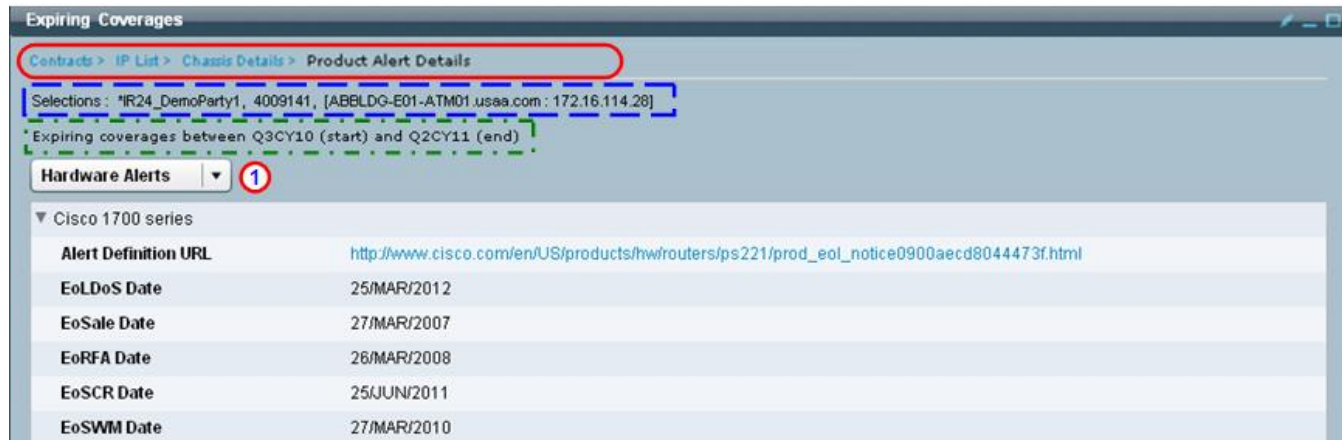 Expiring Coverages
Contracts > IP List > Chassis Details > Product Alert Details
Selections : *IR24_DemoParty1, 4009141, [ABBLDG-E01-ATM01.usaa.com : 172.16.114.28]
Expiring coverages between Q3CY10 (start) and Q2CY11 (end)
Hardware Alerts 1
Cisco 1700 series
Alert Definition URL http://www.cisco.com/en/US/products/hw/routers/ps221/prod_eol_notice0900aecd8044473f.html
EoLDoS Date 25/MAR/2012
EoSale Date 27/MAR/2007
EoRFA Date 26/MAR/2008
EoSCR Date 25/JUN/2011
EoSWM Date 27/MAR/2010